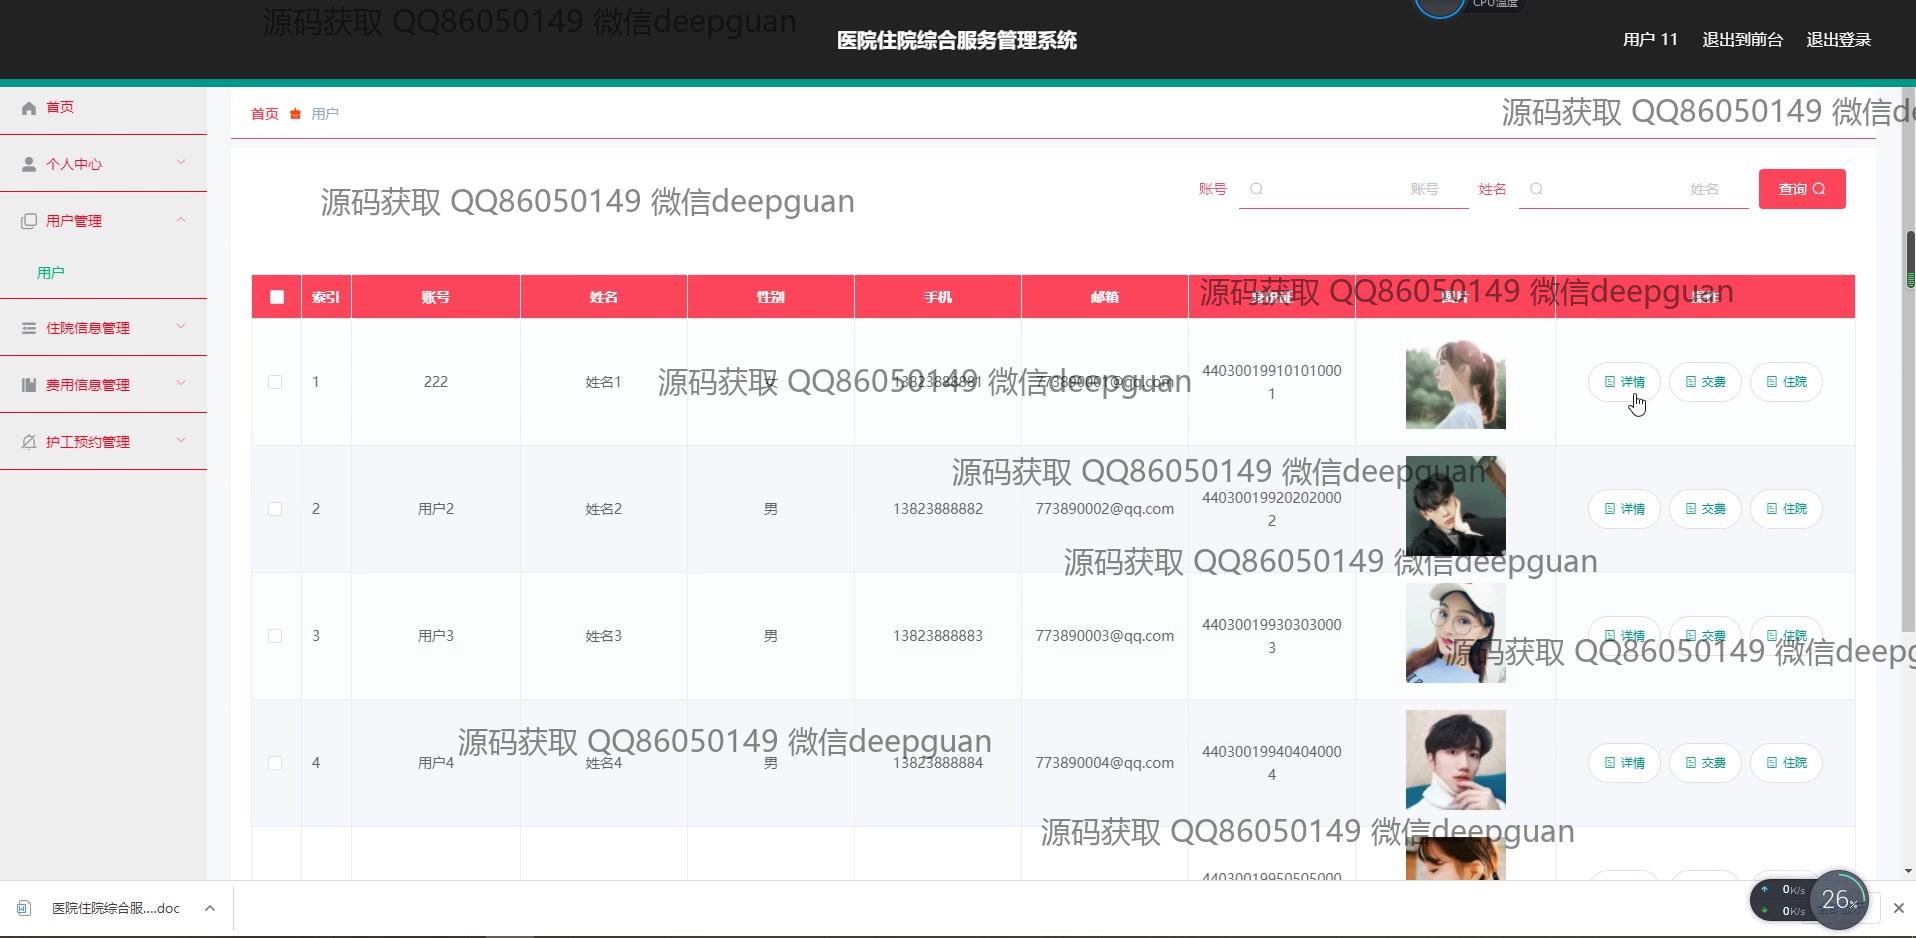 源码获取 QQ86050149 微信deepguan
CPU温度
医院住院综合服务管理系统
用户 11 退出到前台 退出登录
首页
个人中心
用户管理
用户
住院信息管理
费用信息管理
护工预约管理
首页 用户
源码获取 QQ86050149 微信de
源码获取 QQ86050149 微信deepguan
账号 账号 姓名 姓名 查询
索引 账号 姓名 性别 手机 邮箱 身份证 图片 操作
源码获取 QQ86050149 微信deepguan
1 222 姓名1 女 13823888881 773890001@qq.com 44030019910101000
1
详情 交费 住院
源码获取 QQ86050149 微信deepguan
源码获取 QQ86050149 微信deepguan
2 用户2 姓名2 男 13823888882 773890002@qq.com 44030019920202000
2
详情 交费 住院
源码获取 QQ86050149 微信deepguan
3 用户3 姓名3 男 13823888883 773890003@qq.com 44030019930303000
3
详情 交费 住院
源码获取 QQ86050149 微信deepg
源码获取 QQ86050149 微信deepguan
4 用户4 姓名4 男 13823888884 773890004@qq.com 44030019940404000
4
详情 交费 住院
源码获取 QQ86050149 微信deepguan
44030019950505000
医院住院综合服....doc
0K/s
0K/s
26%